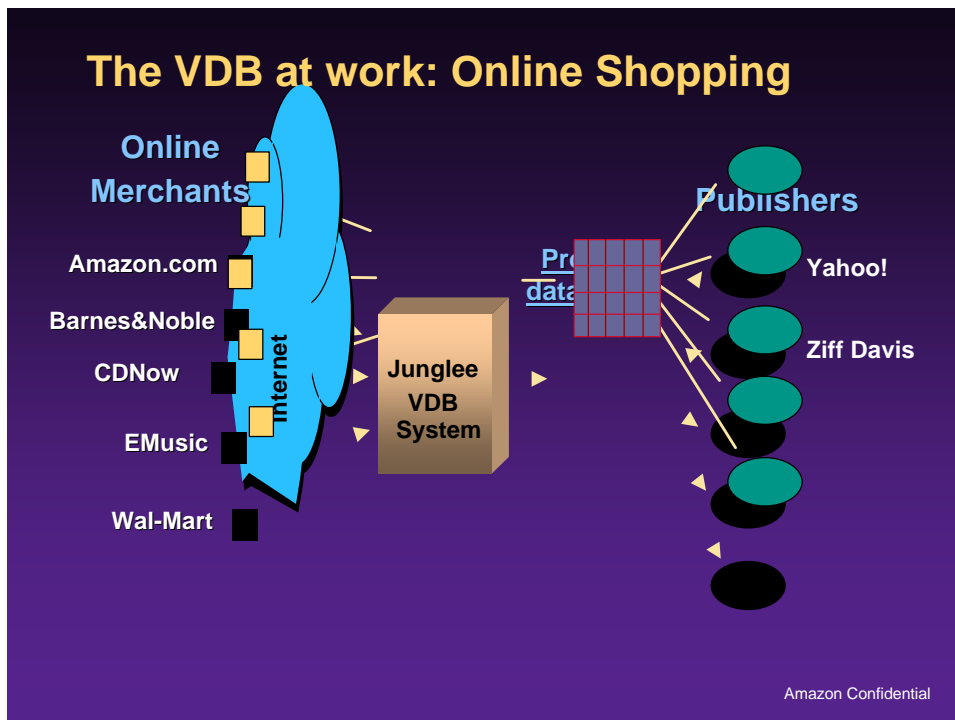 The VDB at work: Online Shopping
Online
Merchants
Publishers
Amazon.com
Barnes&Noble
CDNow
EMusic
Wal-Mart
Internet
Junglee
VDB
System
Yahoo!
Ziff Davis
Amazon Confidential